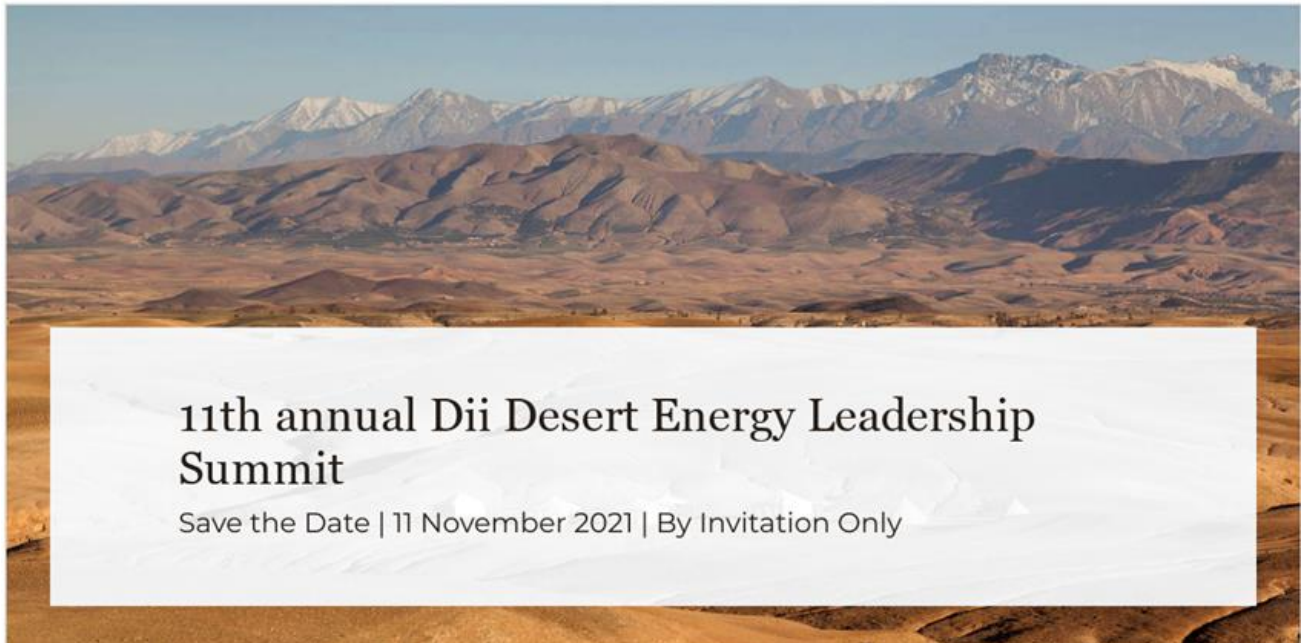 11th annual Dii Desert Energy Leadership
Summit
Save the Date | 11 November 2021 | By Invitation Only